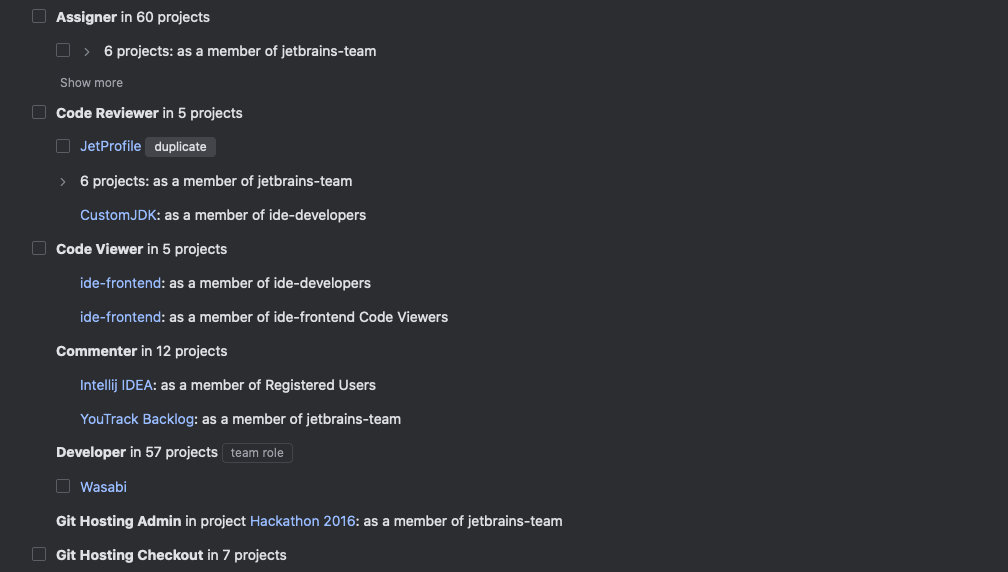 Assigner in 60 projects
6 projects: as a member of jetbrains-team
Show more
Code Reviewer in 5 projects
JetProfile duplicate
6 projects: as a member of jetbrains-team
CustomJDK: as a member of ide-developers
Code Viewer in 5 projects
ide-frontend: as a member of ide-developers
ide-frontend: as a member of ide-frontend Code Viewers
Commenter in 12 projects
Intellij IDEA: as a member of Registered Users
YouTrack Backlog: as a member of jetbrains-team
Developer in 57 projects team role
Wasabi
Git Hosting Admin in project Hackathon 2016: as a member of jetbrains-team
Git Hosting Checkout in 7 projects